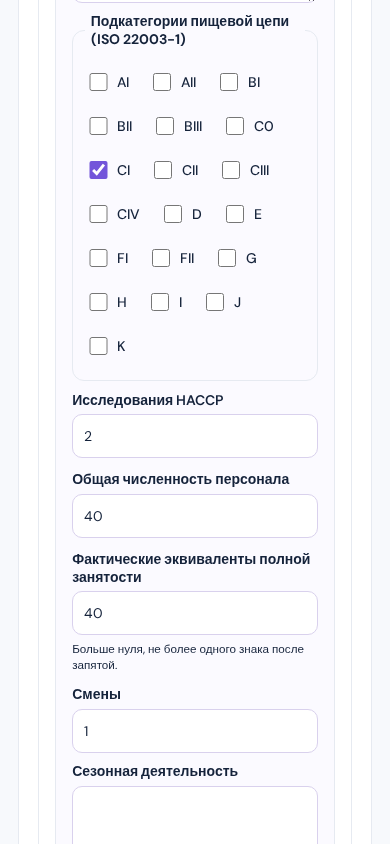 Подкатегории пищевой цепи
(ISO 22003-1)
AI AII BI
BII BIII C0
CI CII CIII
CIV D E
FI FII G
H I J
K
Исследования HACCP
2
Общая численность персонала
40
Фактические эквиваленты полной
занятости
40
Больше нуля, не более одного знака после
запятой.
Смены
1
Сезонная деятельность